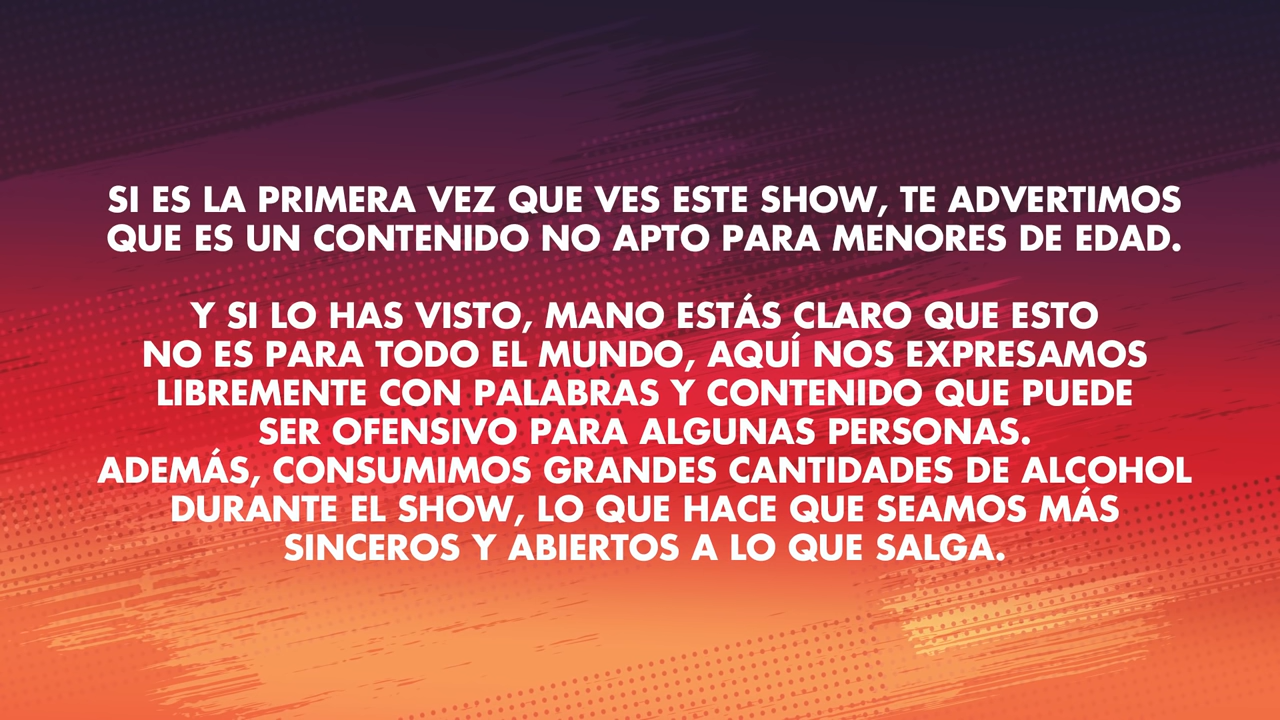 SI ES LA PRIMERA VEZ QUE VES ESTE SHOW, TE ADVERTIMOS
QUE ES UN CONTENIDO NO APTO PARA MENORES DE EDAD.
Y SI LO HAS VISTO, MANO ESTÁS CLARO QUE ESTO
NO ES PARA TODO EL MUNDO, AQUÍ NOS EXPRESAMOS
LIBREMENTE CON PALABRAS Y CONTENIDO QUE PUEDE
SER OFENSIVO PARA ALGUNAS PERSONAS.
ADEMÁS, CONSUMIMOS GRANDES CANTIDADES DE ALCOHOL
DURANTE EL SHOW, LO QUE HACE QUE SEAMOS MÁS
SINCEROS Y ABIERTOS A LO QUE SALGA.